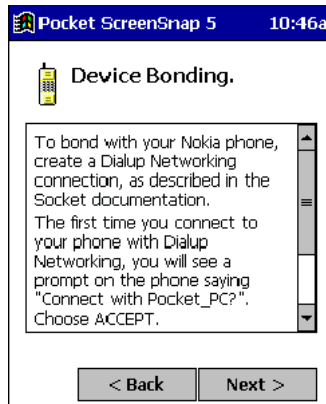 Pocket ScreenSnap 5 10:46a
Device Bonding.
To bond with your Nokia phone,
create a Dialup Networking
connection, as described in the
Socket documentation.
The first time you connect to
your phone with Dialup
Networking, you will see a
prompt on the phone saying
"Connect with Pocket_PC?".
Choose ACCEPT.
< Back Next >